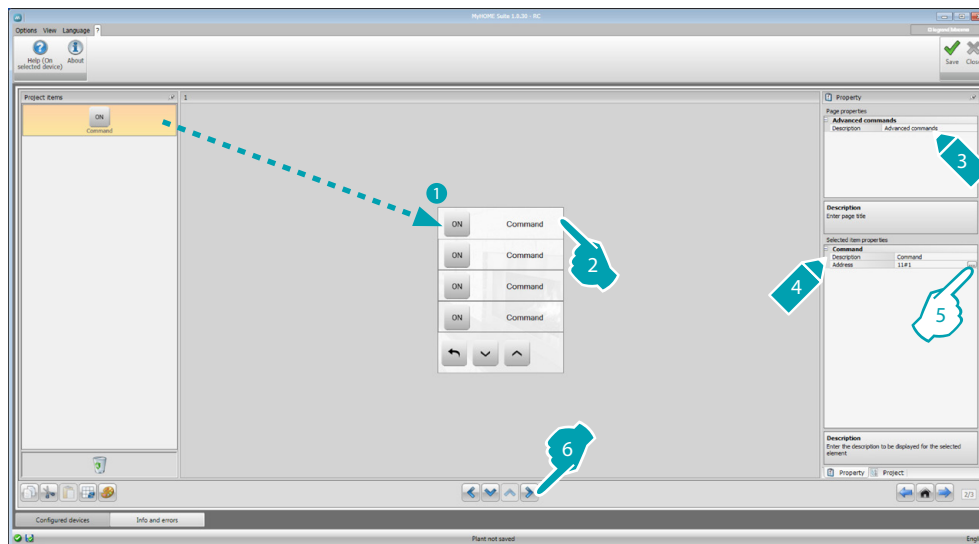 MyHOME Suite 1.0.30 - RC
Options View Language ?
Help (On selected device)
About
Save
Close
Project items
1
ON
Command
1
ON Command
ON Command
ON Command
ON Command
2
Property
Page properties
Advanced commands
Description Advanced commands
3
Description
Enter page title
Selected item properties
Command
Description Command
Address 11#1 ...
4
5
Description
Enter the description to be displayed for the selected element
Property Project
6
2/3
Configured devices Info and errors
Plant not saved